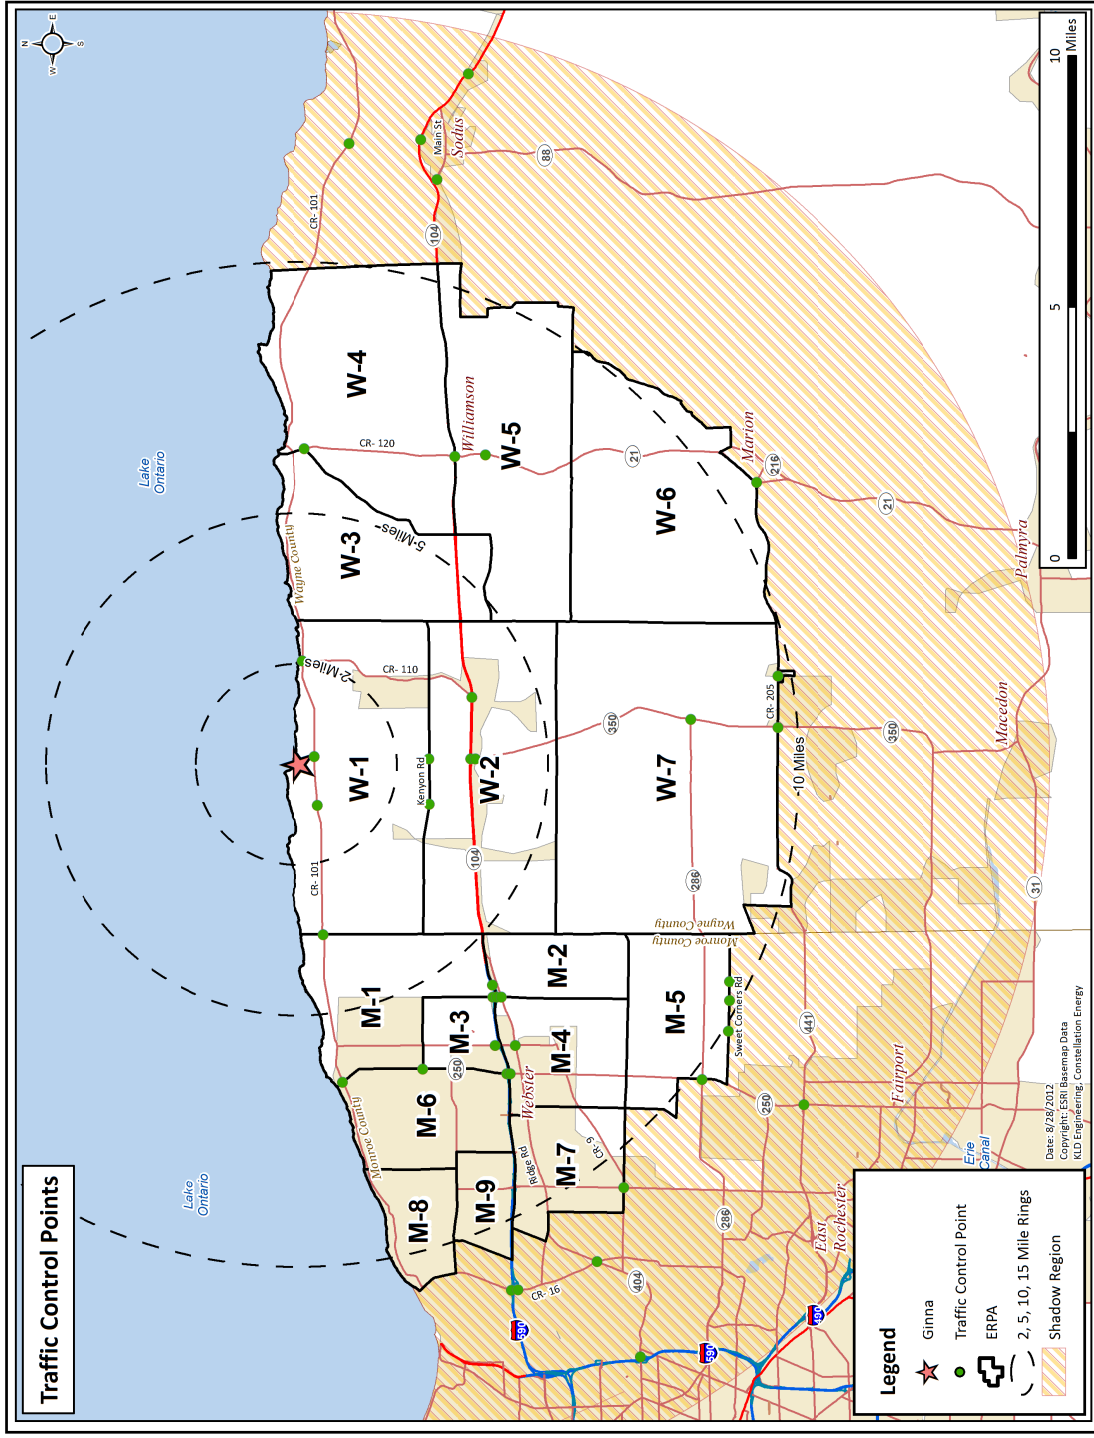 Traffic Control Points
N
E
S
W
Lake
Ontario
Lake
Ontario
CR- 101
Main St
Sodus
88
104
W-4
CR- 120
Williamson
W-5
21
Marion
216
21
Palmyra
W-6
Wayne County
W-3
5-Miles
2-Miles
CR- 110
W-1
Kenyon Rd
W-2
104
350
W-7
286
CR- 205
350
Macedon
10 Miles
31
CR- 101
Wayne County
Monroe County
M-1
M-2
M-3
M-4
M-5
Sweet Corners Rd
441
250
Webster
Fairport
250
Monroe County
M-6
M-7
M-8
M-9
Ridge Rd
CR- 9
286
East
Rochester
Erie
Canal
CR- 16
404
590
590
490
0
5
10
Miles
Date: 8/28/2012
Copyright: ESRI Basemap Data
KLD Engineering, Constellation Energy
Legend
Ginna
Traffic Control Point
ERPA
2, 5, 10, 15 Mile Rings
Shadow Region